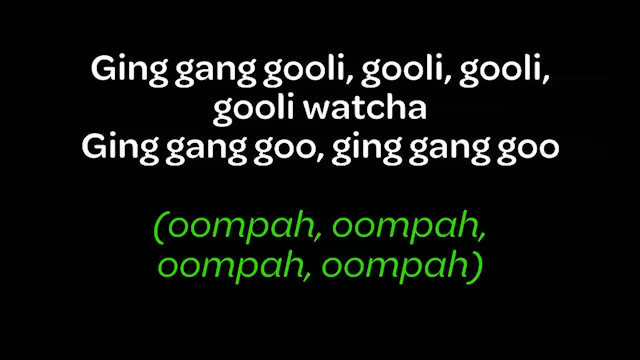 Ging gang gooli, gooli, gooli,
gooli watcha
Ging gang goo, ging gang goo
(oompah, oompah,
oompah, oompah)